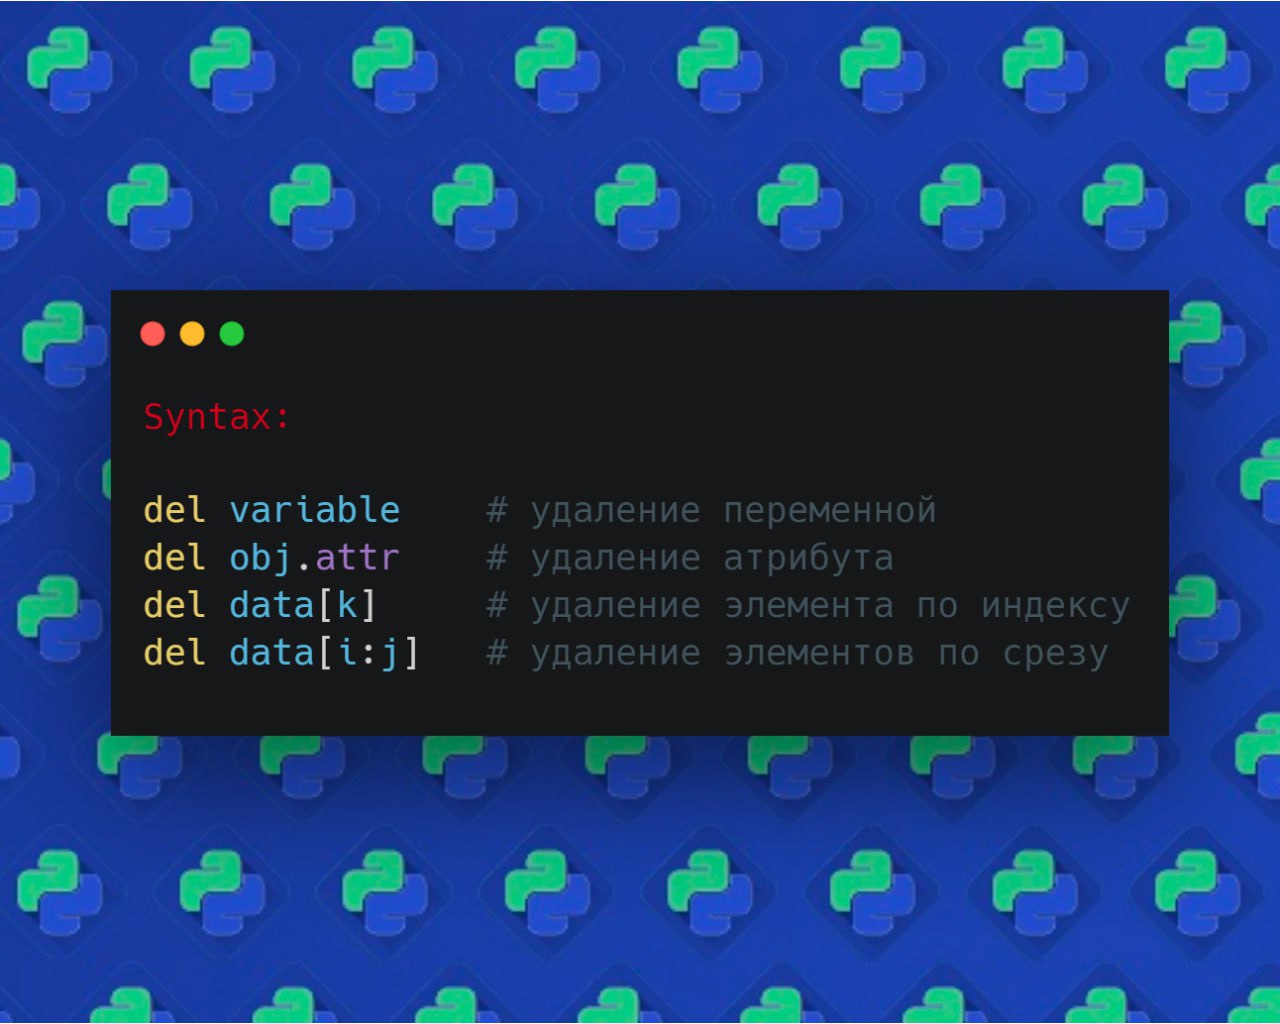 Syntax:
del variable    # удаление переменной
del obj.attr    # удаление атрибута
del data[k]     # удаление элемента по индексу
del data[i:j]   # удаление элементов по срезу